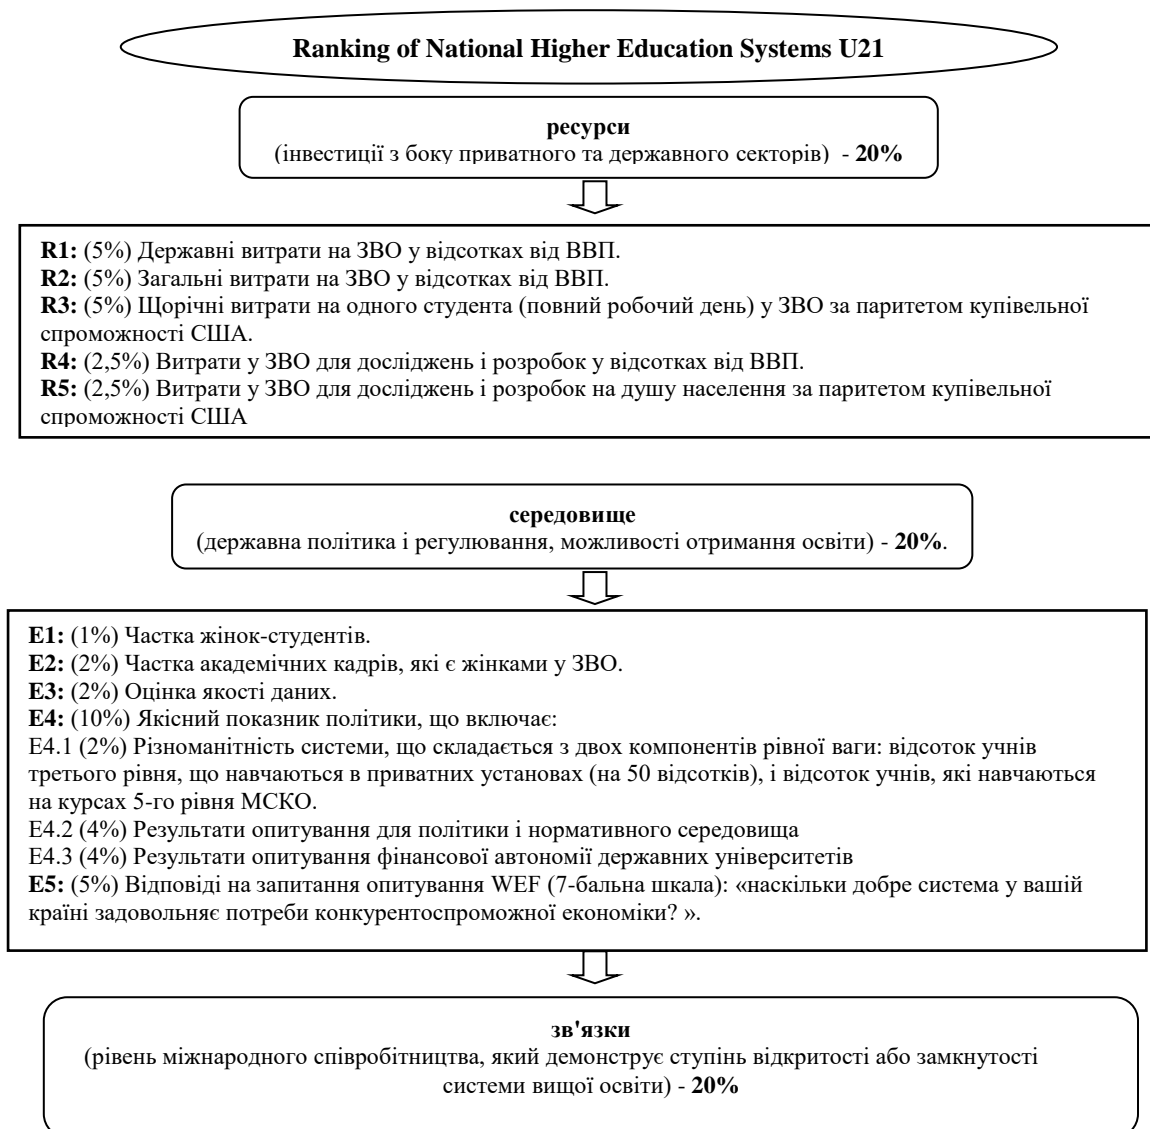 Ranking of National Higher Education Systems U21
ресурси
(інвестиції з боку приватного та державного секторів) - 20%
R1: (5%) Державні витрати на ЗВО у відсотках від ВВП.
R2: (5%) Загальні витрати на ЗВО у відсотках від ВВП.
R3: (5%) Щорічні витрати на одного студента (повний робочий день) у ЗВО за паритетом купівельної
спроможності США.
R4: (2,5%) Витрати у ЗВО для досліджень і розробок у відсотках від ВВП.
R5: (2,5%) Витрати у ЗВО для досліджень і розробок на душу населення за паритетом купівельної
спроможності США
середовище
(державна політика і регулювання, можливості отримання освіти) - 20%.
E1: (1%) Частка жінок-студентів.
E2: (2%) Частка академічних кадрів, які є жінками у ЗВО.
E3: (2%) Оцінка якості даних.
E4: (10%) Якісний показник політики, що включає:
E4.1 (2%) Різноманітність системи, що складається з двох компонентів рівної ваги: відсоток учнів
третього рівня, що навчаються в приватних установах (на 50 відсотків), і відсоток учнів, які навчаються
на курсах 5-го рівня МСКО.
E4.2 (4%) Результати опитування для політики і нормативного середовища
E4.3 (4%) Результати опитування фінансової автономії державних університетів
E5: (5%) Відповіді на запитання опитування WEF (7-бальна шкала): «наскільки добре система у вашій
країні задовольняє потреби конкурентоспроможної економіки? ».
зв'язки
(рівень міжнародного співробітництва, який демонструє ступінь відкритості або замкнутості
системи вищої освіти) - 20%